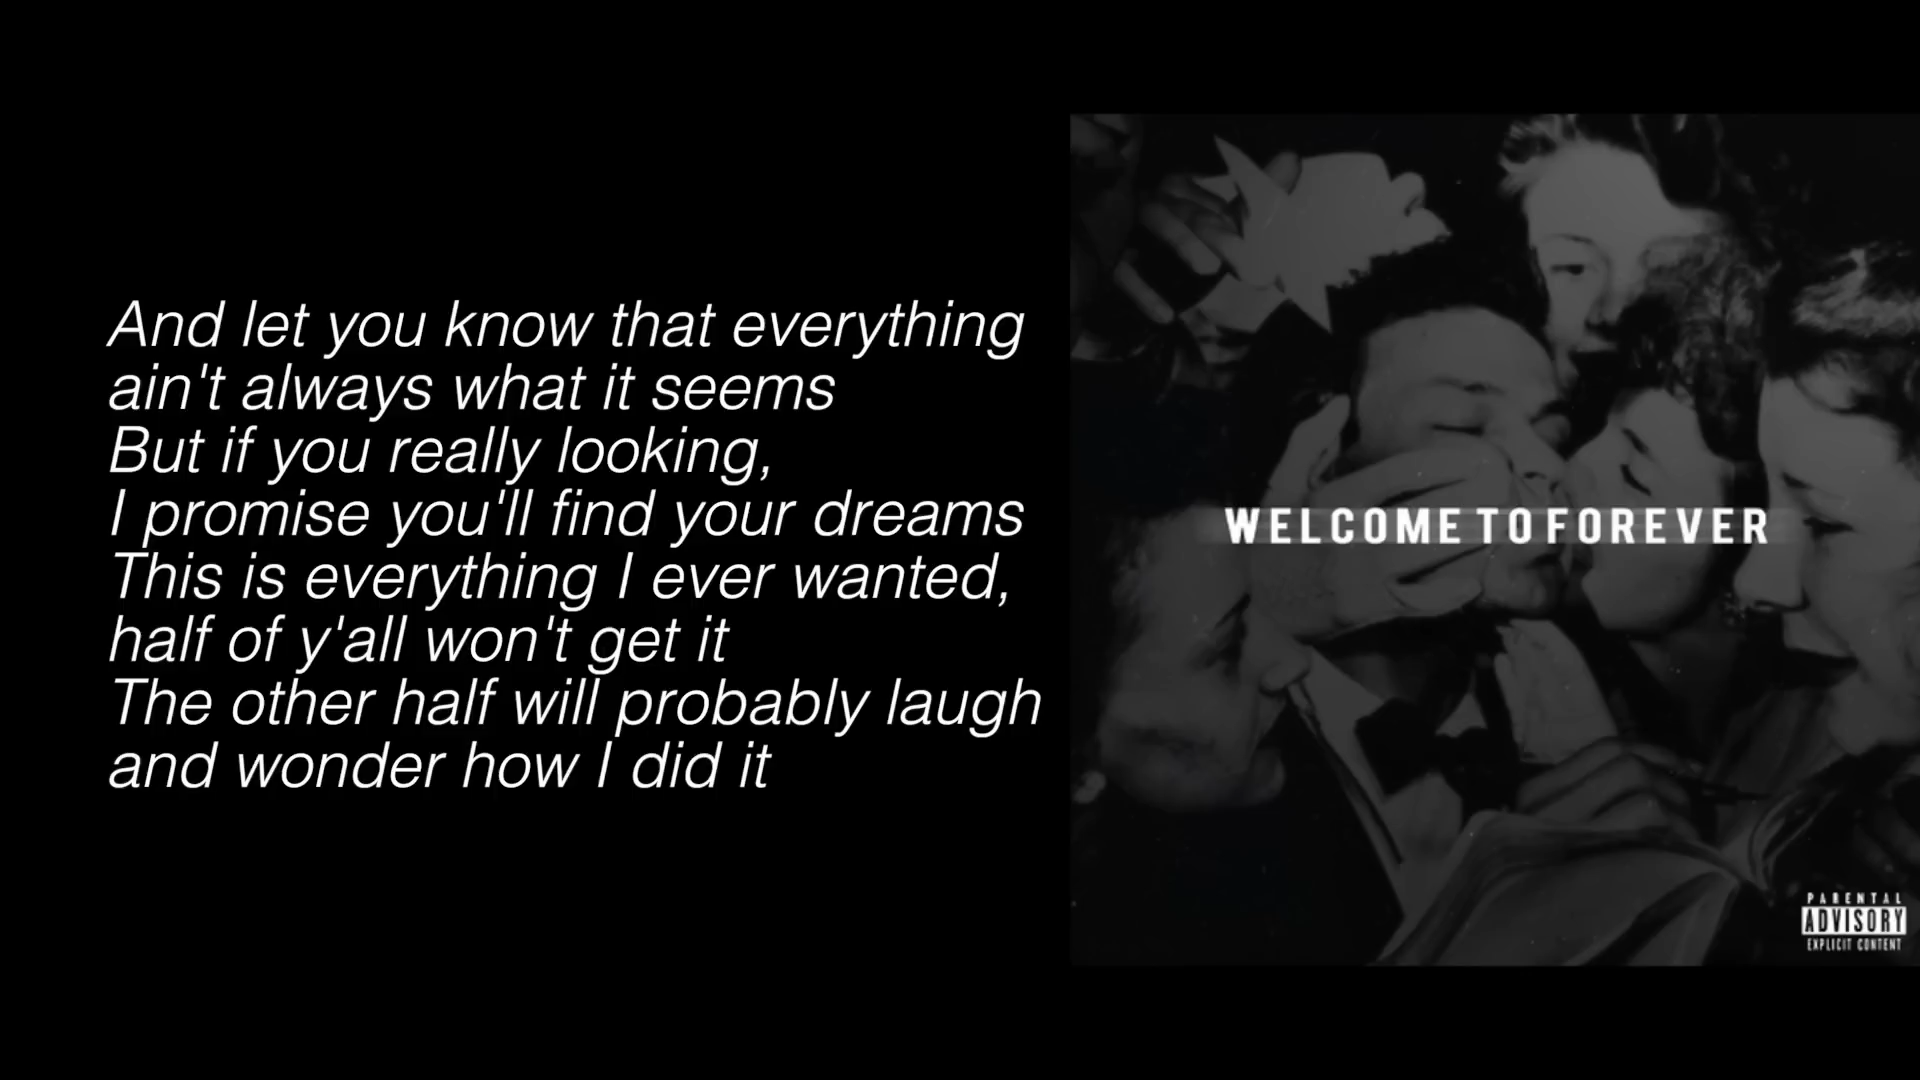 And let you know that everything
ain't always what it seems
But if you really looking,
I promise you'll find your dreams
This is everything I ever wanted,
half of y'all won't get it
The other half will probably laugh
and wonder how I did it
WELCOME TO FOREVER
PARENTAL
ADVISORY
EXPLICIT CONTENT